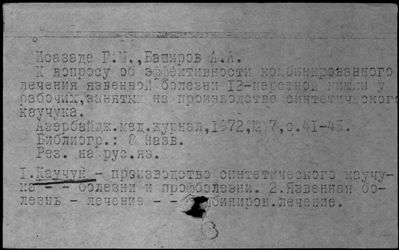 Исазаде Г.М., Баширов А.А.
К вопросу об эффективности комбинированного
лечения язвенной болезни 12-перстной кишки у
рабочих, занятых на производстве синтетического
каучука.
Азербайдж.мед.журнал, 1972, № 7, с.41-45.
Библиогр.: 8 назв.
Рез. на рус.яз.
1.Каучук - производство синтетического каучу-
ка - - болезни и профболезни. 2.Язвенная бо-
лезнь - лечение - - комбинирон.лечение.